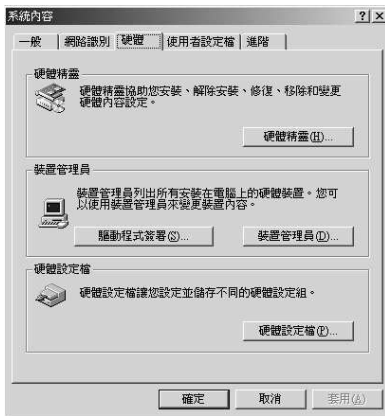 系統內容
? ×
一般 網路識別 硬體 使用者設定檔 進階
硬體精靈
硬體精靈協助您安裝、解除安裝、修復、移除和變更
硬體內容設定。
硬體精靈(H)...
裝置管理員
裝置管理員列出所有安裝在電腦上的硬體裝置。您可
以使用裝置管理員來變更裝置內容。
驅動程式簽署(S)...
裝置管理員(D)...
硬體設定檔
硬體設定檔讓您設定並儲存不同的硬體設定組。
硬體設定檔(P)...
確定 取消 套用(A)